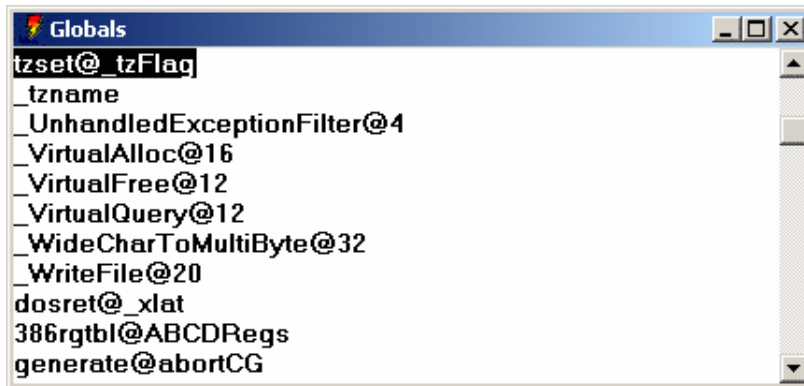 Globals
tzset@_tzFlag
_tzname
_UnhandledExceptionFilter@4
_VirtualAlloc@16
_VirtualFree@12
_VirtualQuery@12
_WideCharToMultiByte@32
_WriteFile@20
dosret@_xlat
386rgtbl@ABCDRegs
generate@abortCG